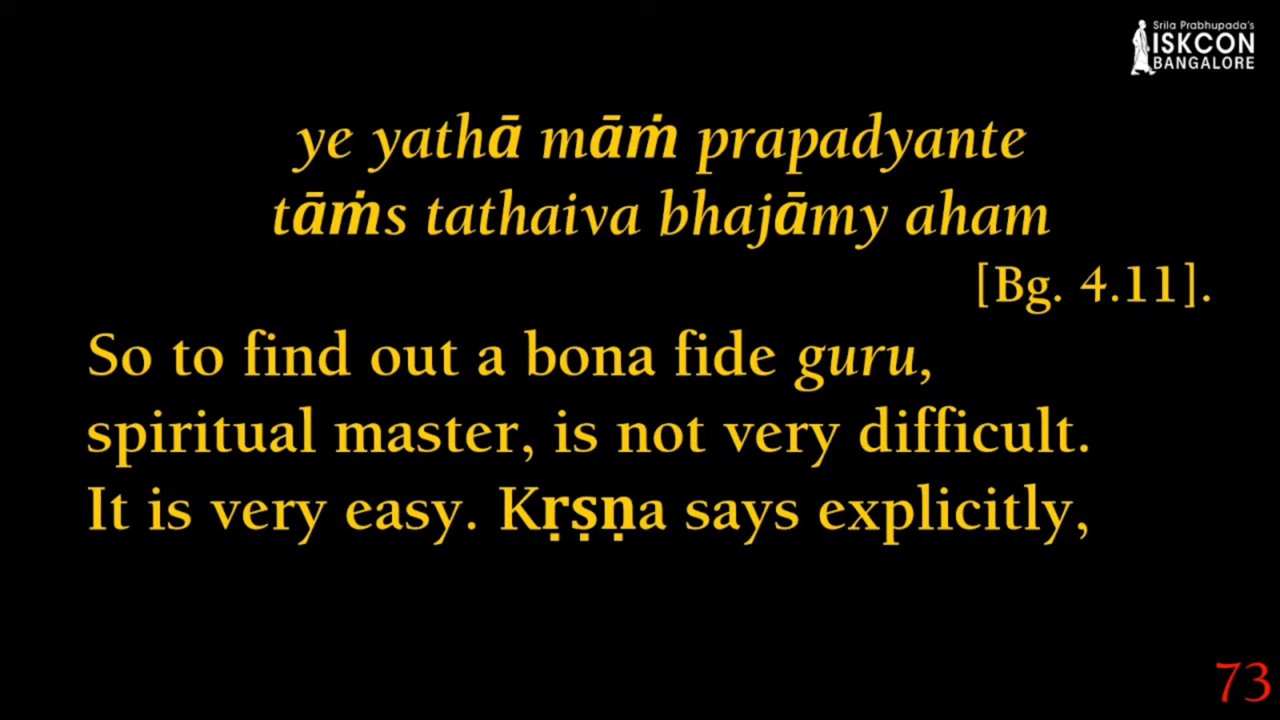 Srila Prabhupada's
ISKCON
BANGALORE
ye yathā māṁ prapadyante
tāṁs tathaiva bhajāmy aham
[Bg. 4.11].
So to find out a bona fide guru,
spiritual master, is not very difficult.
It is very easy. Kṛṣṇa says explicitly,
73